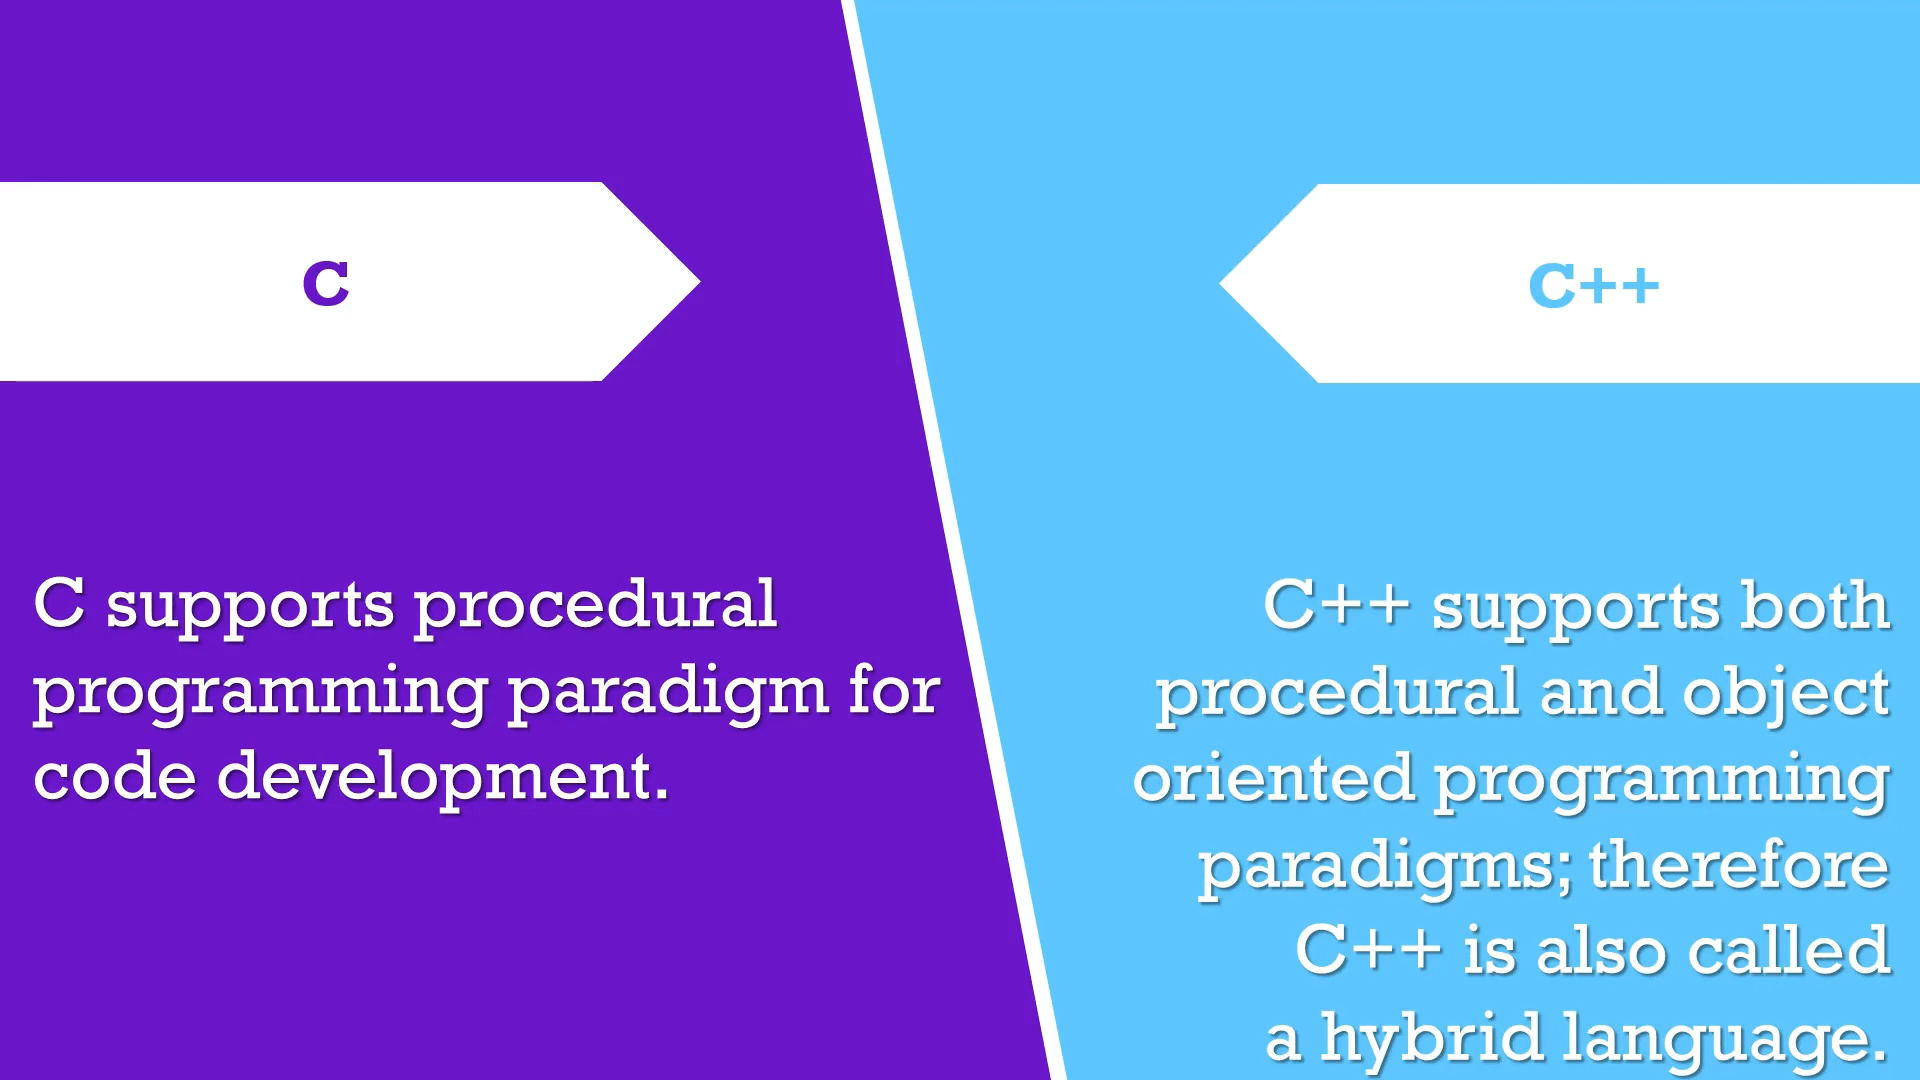 C
C supports procedural
programming paradigm for
code development.
C++
C++ supports both
procedural and object
oriented programming
paradigms; therefore
C++ is also called
a hybrid language.